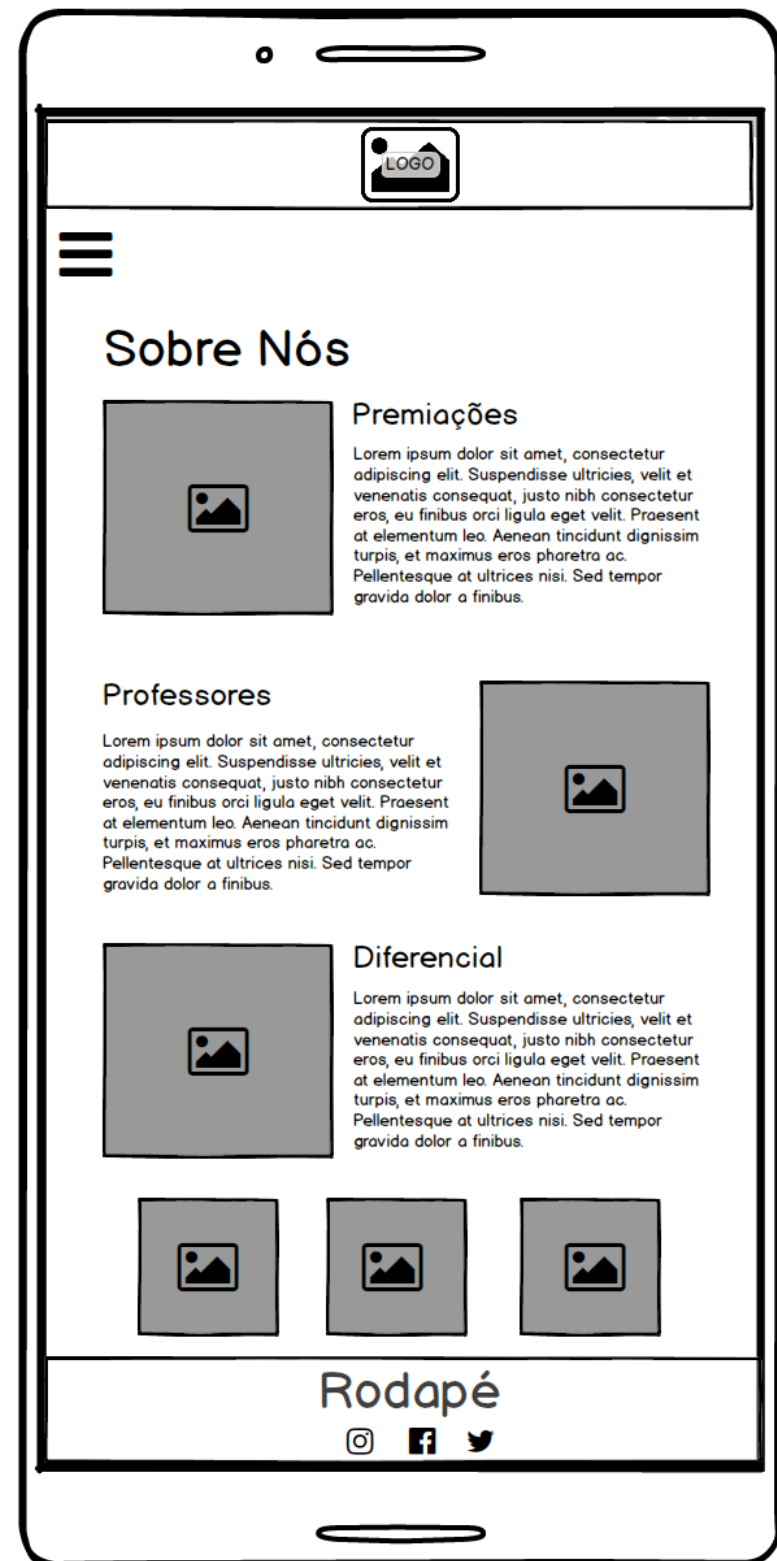 LOGO
Sobre Nós
Premiações
Lorem ipsum dolor sit amet, consectetur
adipiscing elit. Suspendisse ultricies, velit et
venenatis consequat, justo nibh consectetur
eros, eu finibus orci ligula eget velit. Praesent
at elementum leo. Aenean tincidunt dignissim
turpis, et maximus eros pharetra ac.
Pellentesque at ultrices nisi. Sed tempor
gravida dolor a finibus.
Professores
Lorem ipsum dolor sit amet, consectetur
adipiscing elit. Suspendisse ultricies, velit et
venenatis consequat, justo nibh consectetur
eros, eu finibus orci ligula eget velit. Praesent
at elementum leo. Aenean tincidunt dignissim
turpis, et maximus eros pharetra ac.
Pellentesque at ultrices nisi. Sed tempor
gravida dolor a finibus.
Diferencial
Lorem ipsum dolor sit amet, consectetur
adipiscing elit. Suspendisse ultricies, velit et
venenatis consequat, justo nibh consectetur
eros, eu finibus orci ligula eget velit. Praesent
at elementum leo. Aenean tincidunt dignissim
turpis, et maximus eros pharetra ac.
Pellentesque at ultrices nisi. Sed tempor
gravida dolor a finibus.
Rodapé